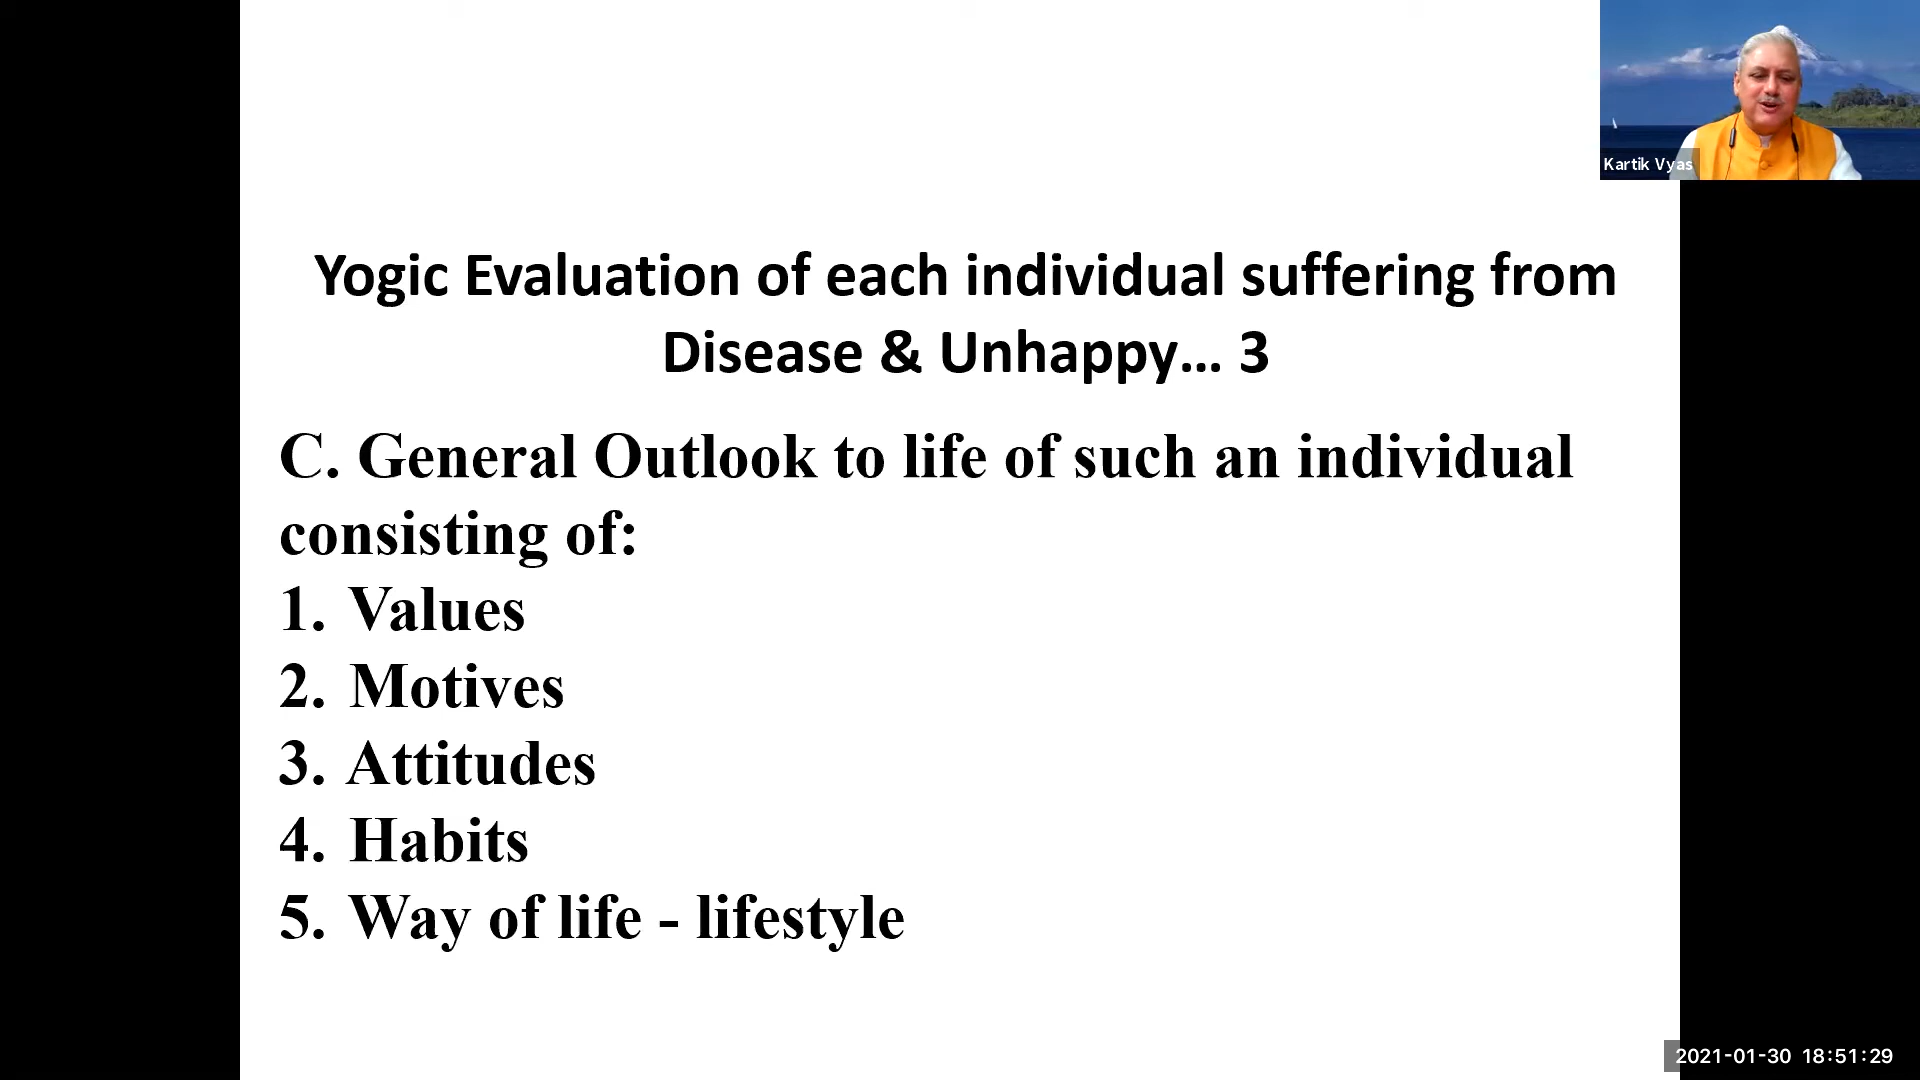 Kartik Vyas
Yogic Evaluation of each individual suffering from
Disease & Unhappy... 3
C. General Outlook to life of such an individual
consisting of:
1. Values
2. Motives
3. Attitudes
4. Habits
5. Way of life - lifestyle
2021-01-30 18:51:29